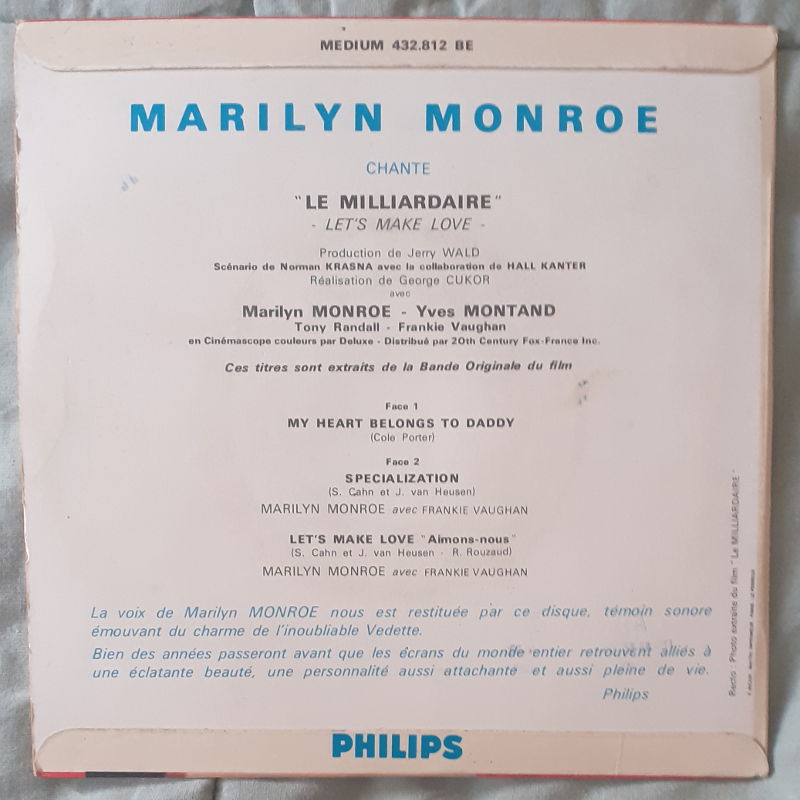 MEDIUM 432.812 BE
MARILYN MONROE
CHANTE
"LE MILLIARDAIRE"
- LET'S MAKE LOVE -
Production de Jerry WALD
Scénario de Norman KRASNA avec la collaboration de HALL KANTER
Réalisation de George CUKOR
avec
Marilyn MONROE - Yves MONTAND
Tony Randall - Frankie Vaughan
en Cinémascope couleurs par Deluxe - Distribué par 20th Century Fox-France Inc.
Ces titres sont extraits de la Bande Originale du film
Face 1
MY HEART BELONGS TO DADDY
(Cole Porter)
Face 2
SPECIALIZATION
(S. Cahn et J. van Heusen)
MARILYN MONROE avec FRANKIE VAUGHAN
LET'S MAKE LOVE "Aimons-nous"
(S. Cahn et J. van Heusen - R. Rouzaud)
MARILYN MONROE avec FRANKIE VAUGHAN
La voix de Marilyn MONROE nous est restituée par ce disque, témoin sonore
émouvant du charme de l'inoubliable Vedette.
Bien des années passeront avant que les écrans du monde entier retrouvent alliés à
une éclatante beauté, une personnalité aussi attachante et aussi pleine de vie.
Philips
Recto : Photo extraite du film "Le MILLIARDAIRE"
PHILIPS